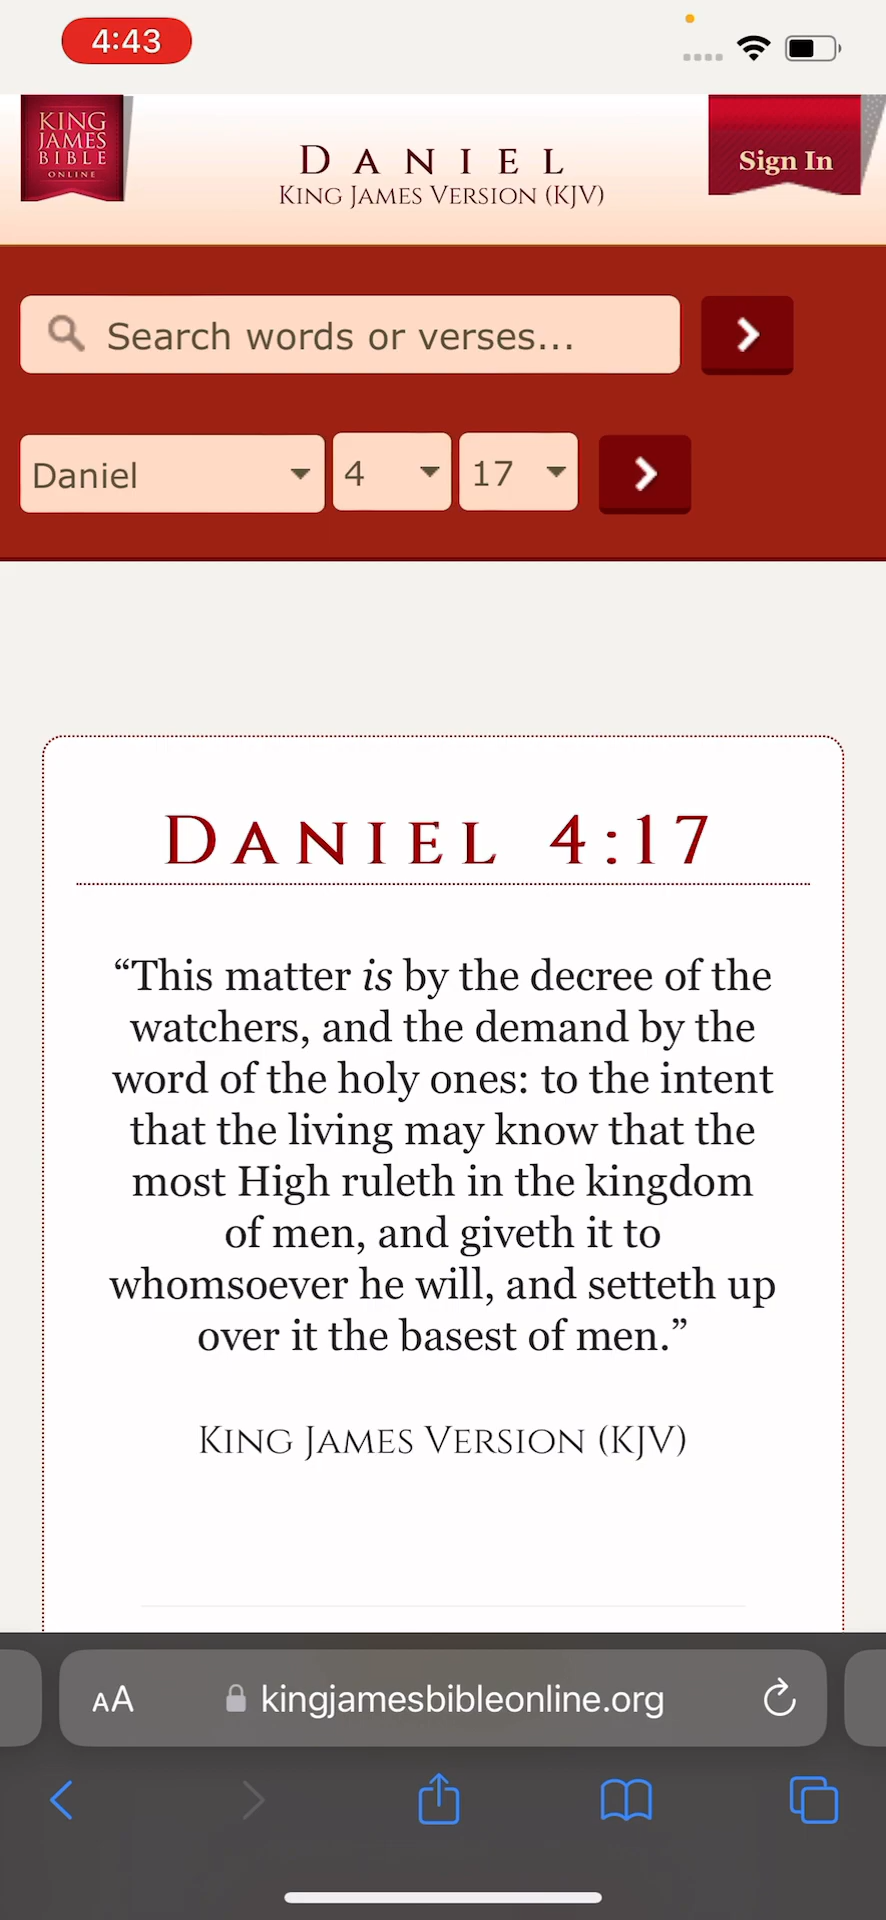 4:43
KING
JAMES
BIBLE
ONLINE
DANIEL
KING JAMES VERSION (KJV)
Sign In
Search words or verses...
Daniel
4
17
DANIEL 4:17
“This matter is by the decree of the
watchers, and the demand by the
word of the holy ones: to the intent
that the living may know that the
most High ruleth in the kingdom
of men, and giveth it to
whomsoever he will, and setteth up
over it the basest of men.”
KING JAMES VERSION (KJV)
AA
kingjamesbibleonline.org